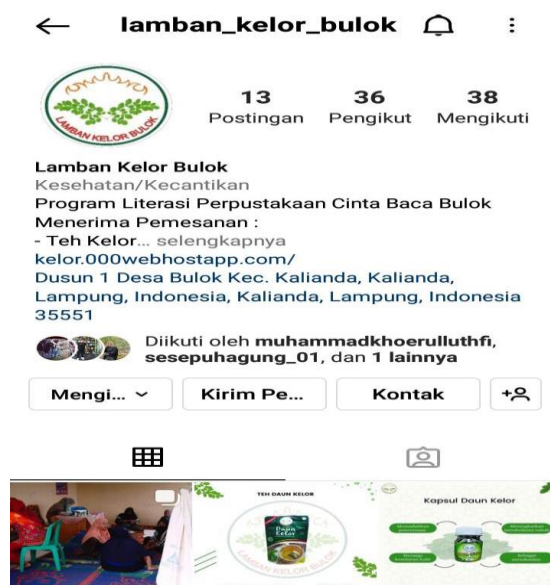 lamban_kelor_bulok
13 36 38
Postingan Pengikut Mengikuti
LAMBAN KELOR BULOK
Lamban Kelor Bulok
Kesehatan/Kecantikan
Program Literasi Perpustakaan Cinta Baca Bulok
Menerima Pemesanan :
- Teh Kelor... selengkapnya
kelor.000webhostapp.com/
Dusun 1 Desa Bulok Kec. Kalianda, Kalianda,
Lampung, Indonesia, Kalianda, Lampung, Indonesia
35551
Diikuti oleh muhammadkhoerulluthfi,
sesepuhagung_01, dan 1 lainnya
Mengi... Kirim Pe... Kontak
TEH DAUN KELOR
Daun
Kelor
LAMBAN KELOR BULOK
Kapsul Daun Kelor